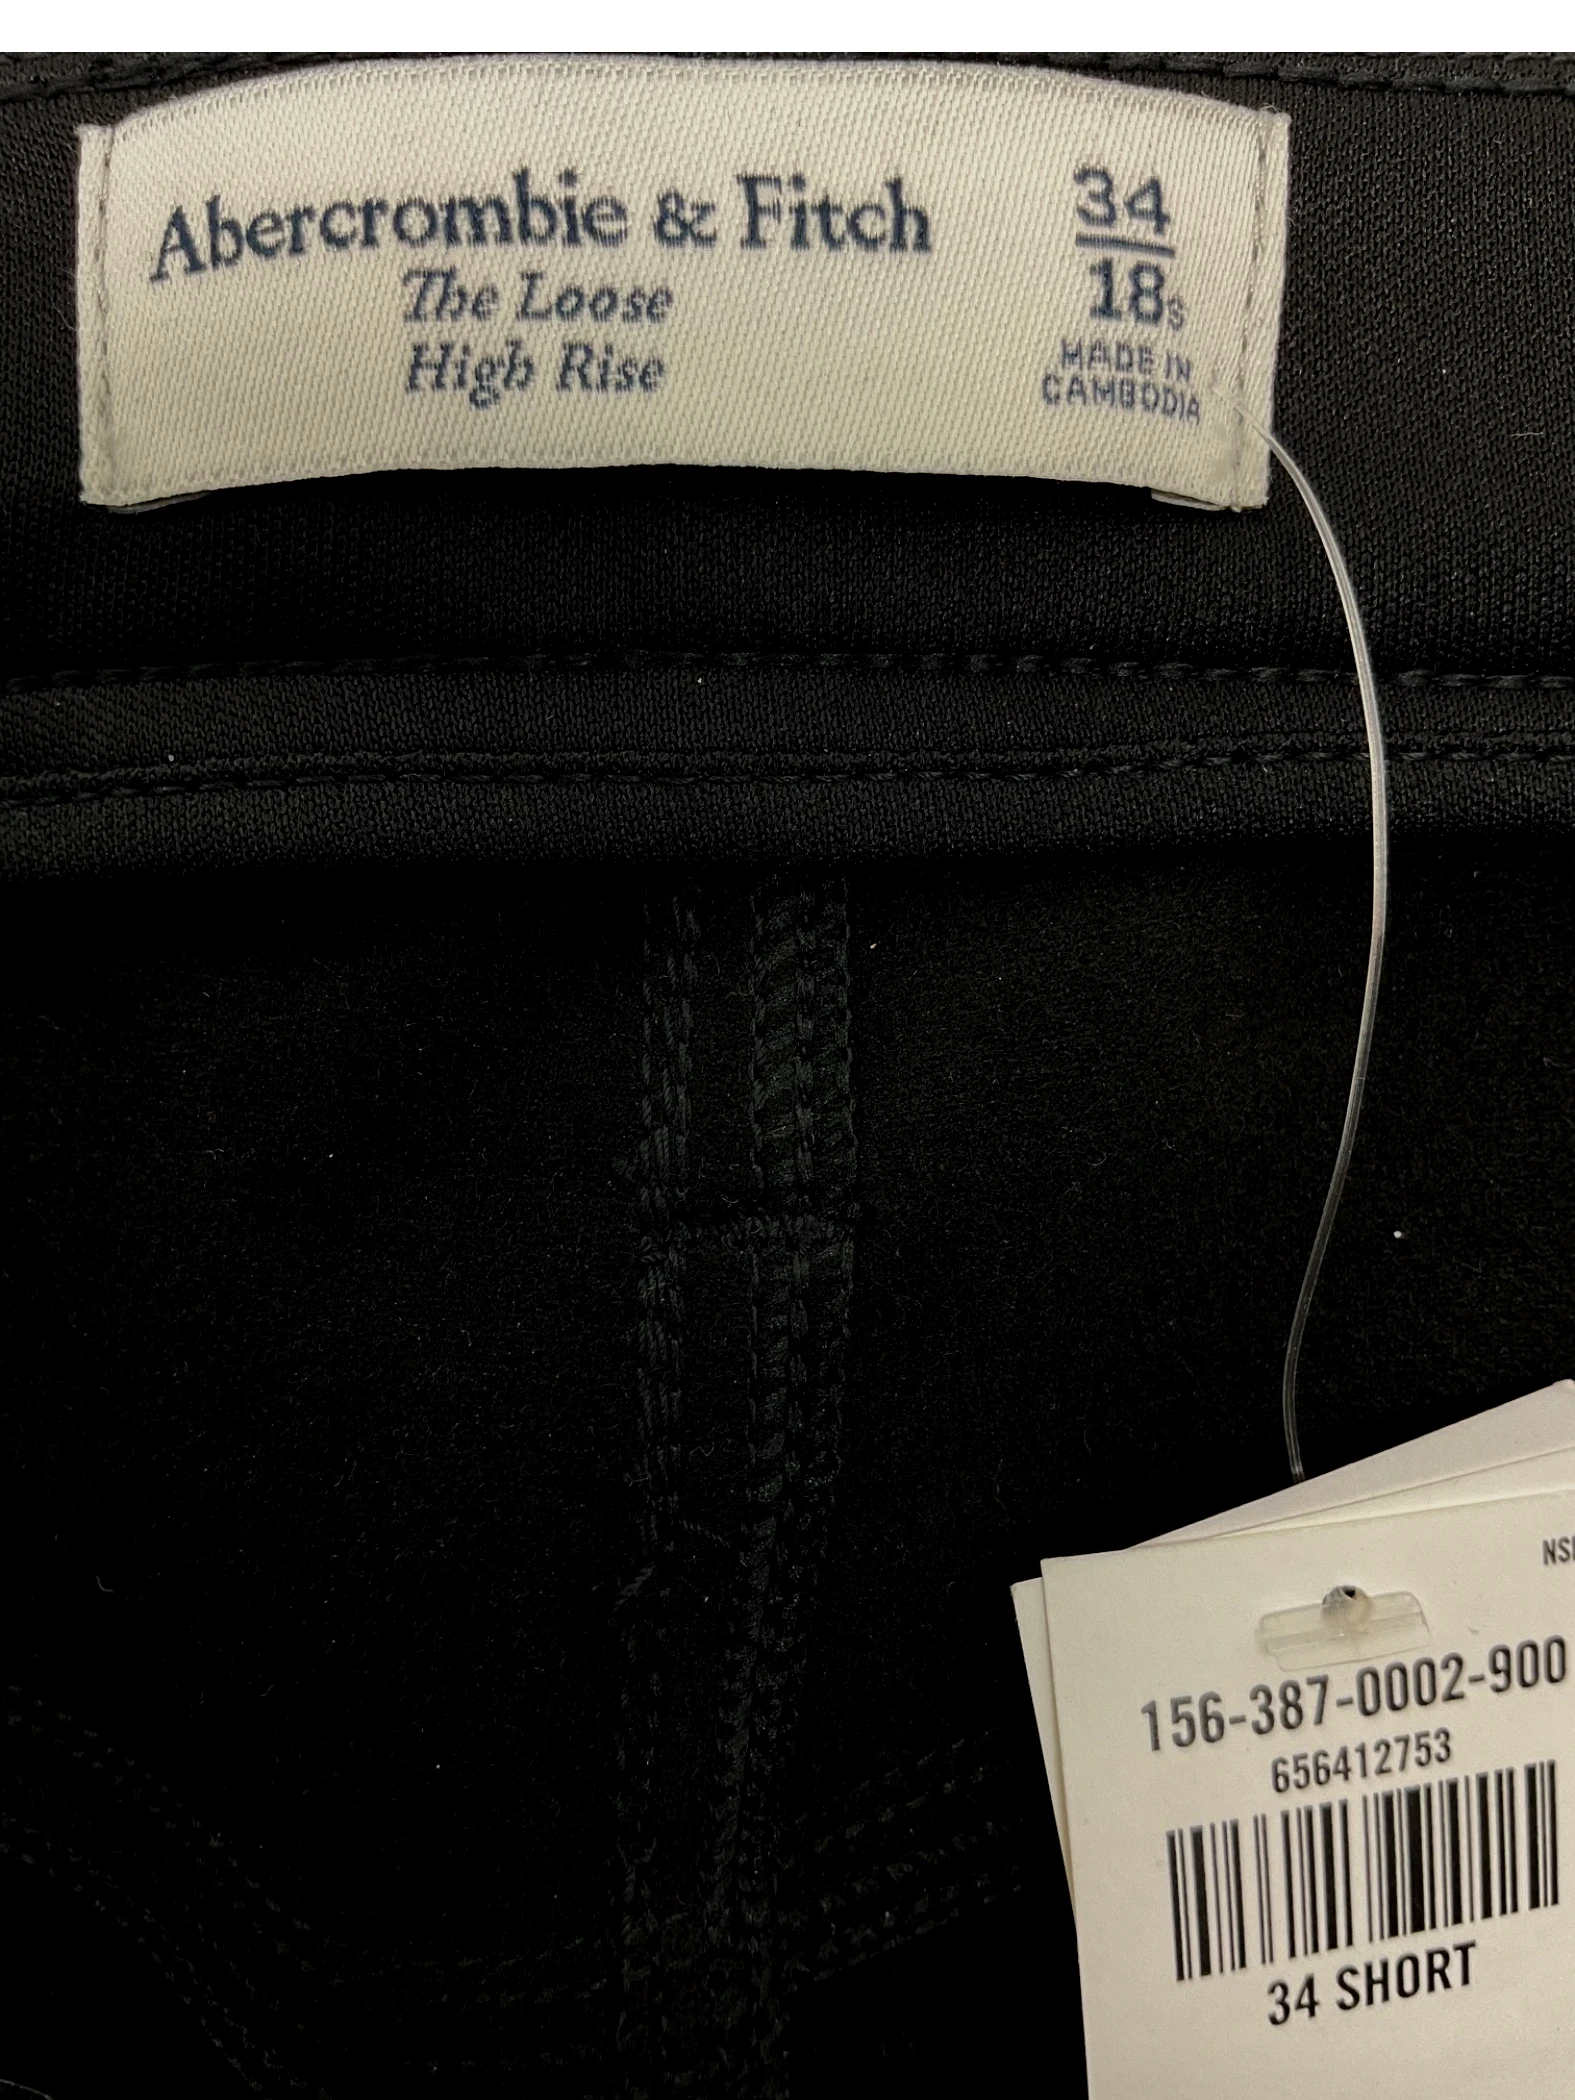 Abercrombie & Fitch
The Loose
High Rise
34
18s
MADE IN
CAMBODIA
156-387-0002-900
656412753
34 SHORT